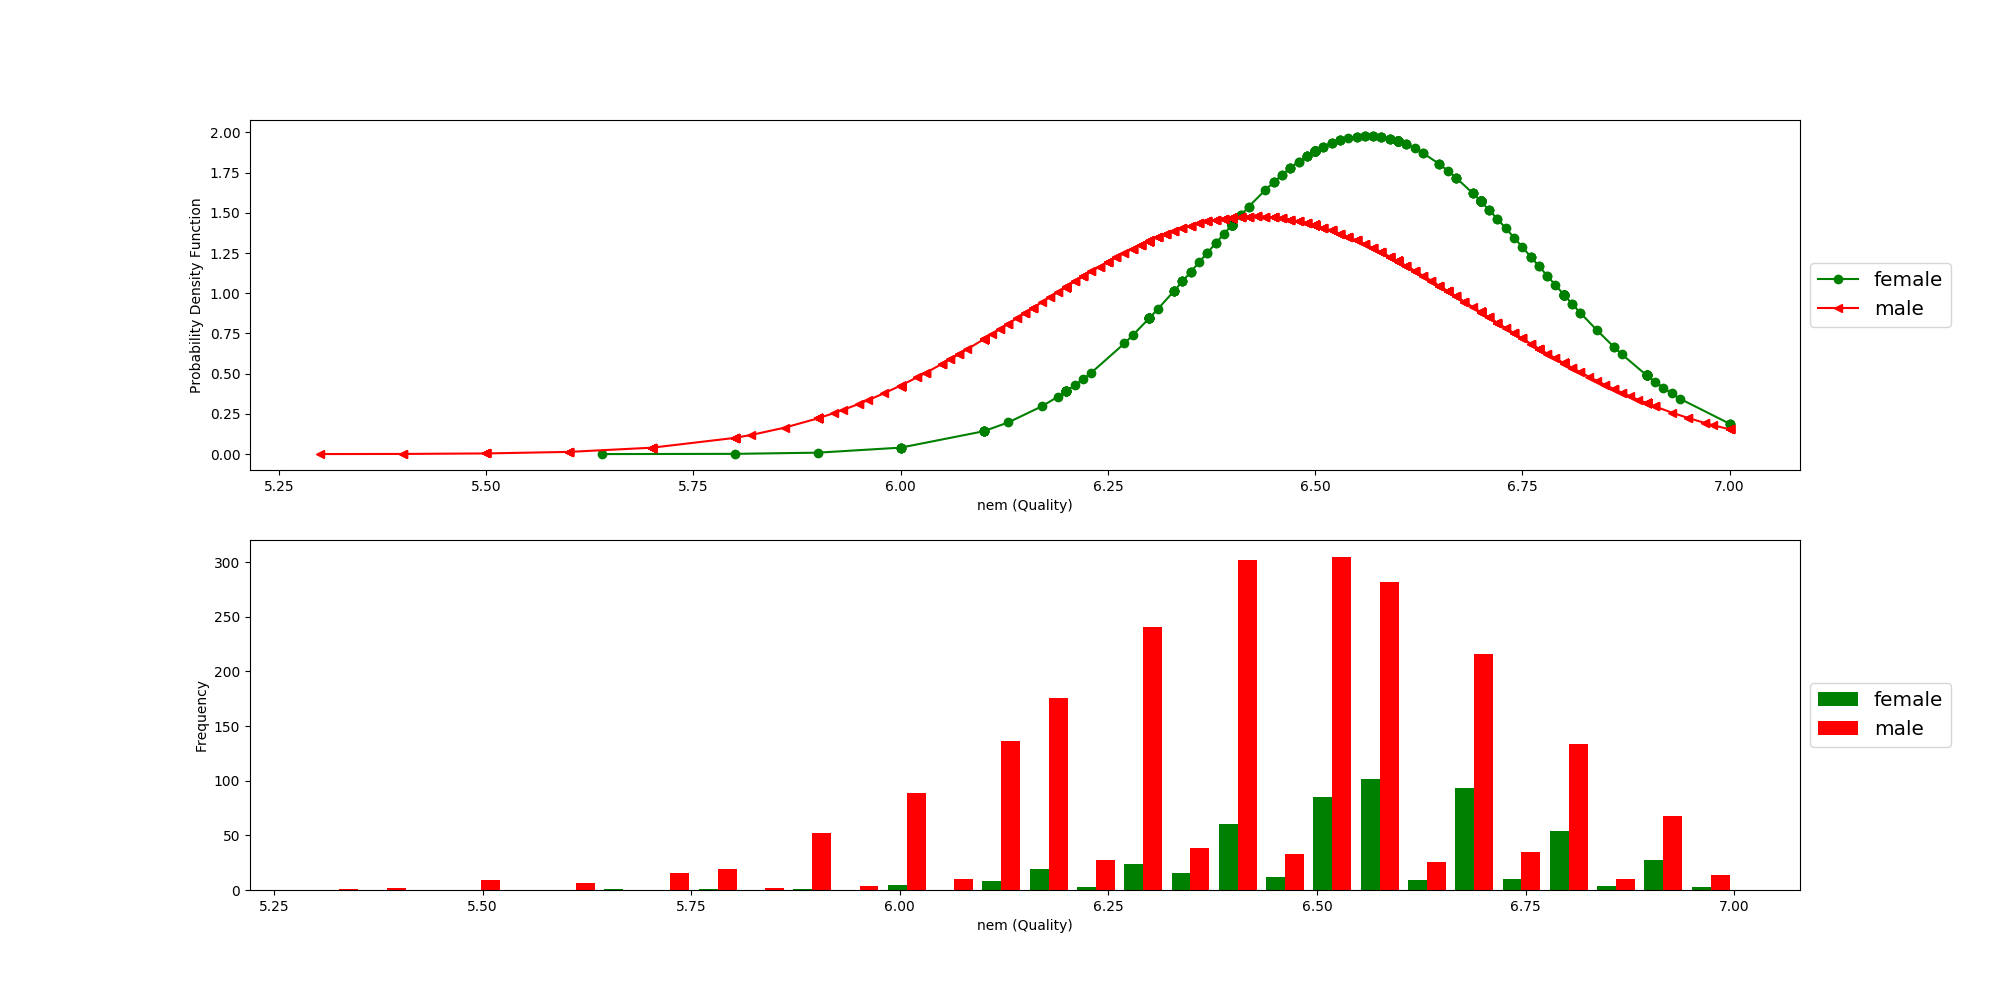 2.00
1.75
1.50
1.25
1.00
0.75
0.50
0.25
0.00
Probability Density Function
5.25 5.50 5.75 6.00 6.25 6.50 6.75 7.00
nem (Quality)
female
male
300
250
200
150
100
50
0
Frequency
5.25 5.50 5.75 6.00 6.25 6.50 6.75 7.00
nem (Quality)
female
male